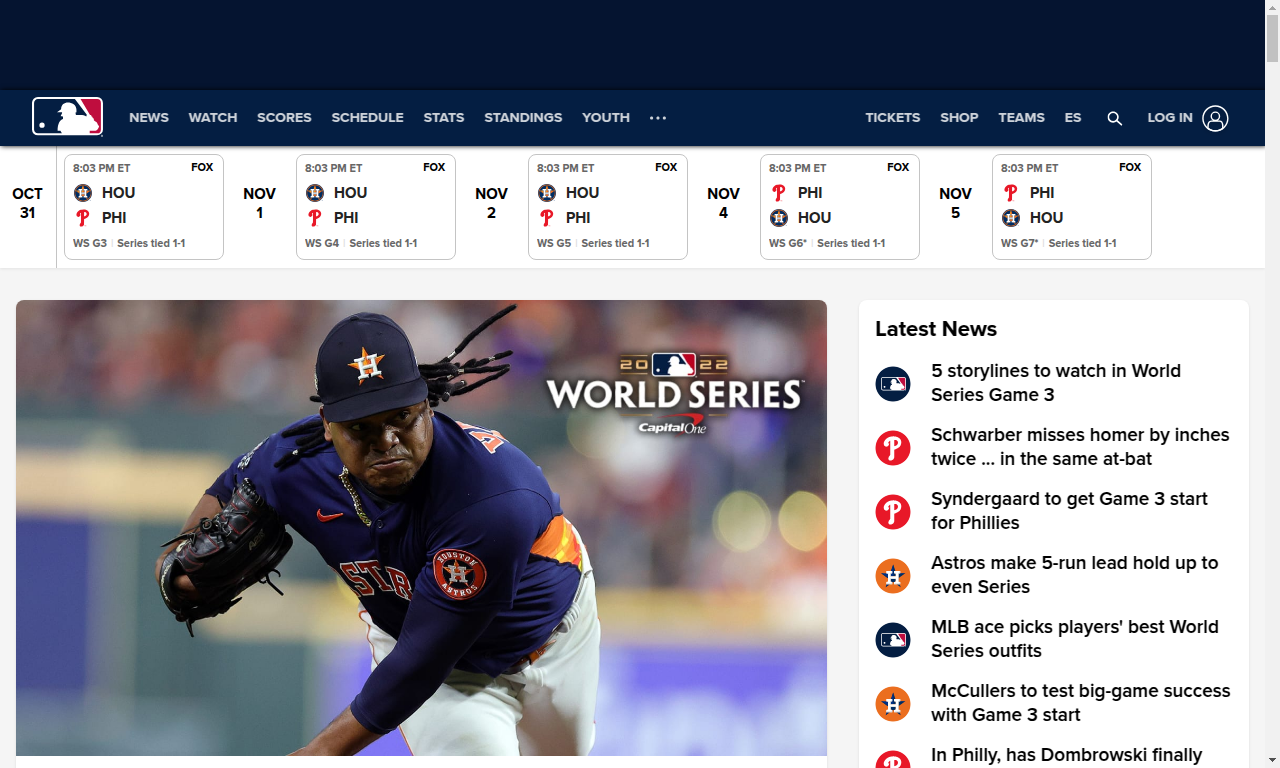 NEWS WATCH SCORES SCHEDULE STATS STANDINGS YOUTH ... TICKETS SHOP TEAMS ES LOG IN
OCT
31
8:03 PM ET FOX
HOU
PHI
WS G3 | Series tied 1-1
NOV
1
8:03 PM ET FOX
HOU
PHI
WS G4 | Series tied 1-1
NOV
2
8:03 PM ET FOX
HOU
PHI
WS G5 | Series tied 1-1
NOV
4
8:03 PM ET FOX
PHI
HOU
WS G6* | Series tied 1-1
NOV
5
8:03 PM ET FOX
PHI
HOU
WS G7* | Series tied 1-1
H
2022
WORLD SERIES
Capital One
STR
HOUSTON
H
ASTROS
Latest News
5 storylines to watch in World
Series Game 3
Schwarber misses homer by inches
twice ... in the same at-bat
Syndergaard to get Game 3 start
for Phillies
Astros make 5-run lead hold up to
even Series
MLB ace picks players' best World
Series outfits
McCullers to test big-game success
with Game 3 start
In Philly, has Dombrowski finally